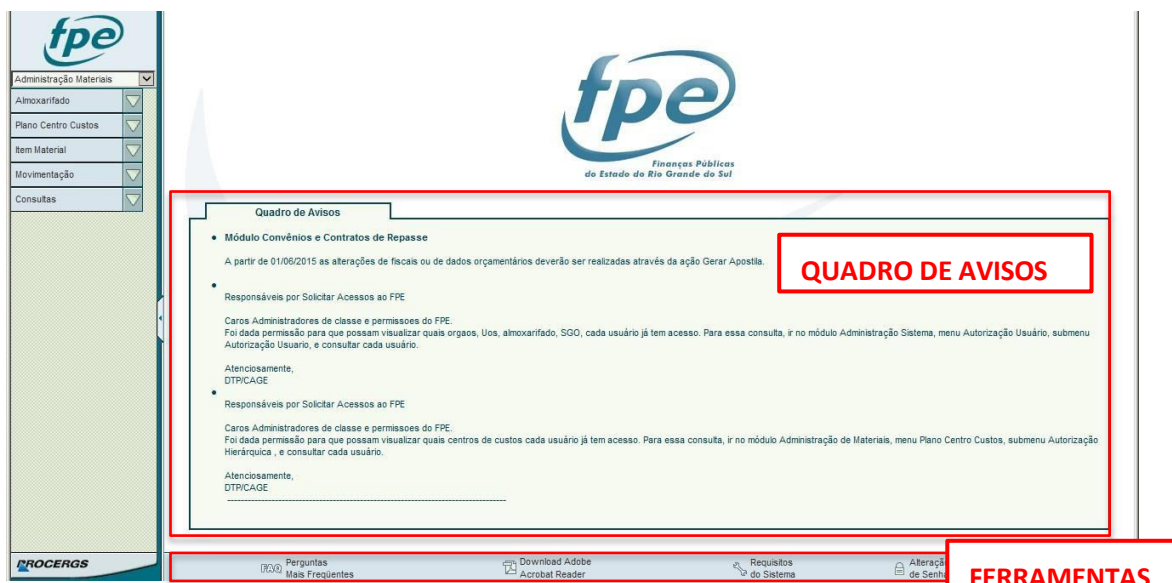 fpe
Administração Materiais
Almoxarifado
Plano Centro Custos
Item Material
Movimentação
Consultas
fpe
Finanças Públicas
do Estado do Rio Grande do Sul
Quadro de Avisos
• Módulo Convênios e Contratos de Repasse
A partir de 01/06/2015 as alterações de fiscais ou de dados orçamentários deverão ser realizadas através da ação Gerar Apostila.
QUADRO DE AVISOS
•
Responsáveis por Solicitar Acessos ao FPE
Caros Administradores de classe e permissoes do FPE.
Foi dada permissão para que possam visualizar quais orgaos, Uos, almoxarifado, SGO, cada usuário já tem acesso. Para essa consulta, ir no módulo Administração Sistema, menu Autorização Usuário, submenu
Autorização Usuario, e consultar cada usuário.
Atenciosamente,
DTP/CAGE
•
Responsáveis por Solicitar Acessos ao FPE
Caros Administradores de classe e permissoes do FPE.
Foi dada permissão para que possam visualizar quais centros de custos cada usuário já tem acesso. Para essa consulta, ir no módulo Administração de Materiais, menu Plano Centro Custos, submenu Autorização
Hierárquica , e consultar cada usuário.
Atenciosamente,
DTP/CAGE
--------------------------------------------------------------------------------
PROCERGS
FAQ Perguntas
Mais Freqüentes
Download Adobe
Acrobat Reader
Requisitos
do Sistema
Alteração
de Senha
FERRAMENTAS